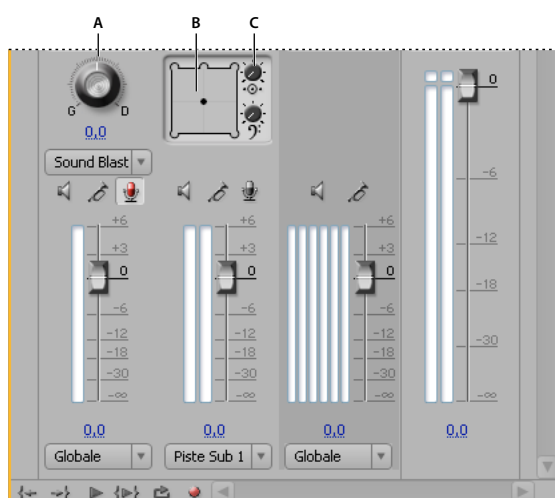 A B C
G D
0,0
Sound Blast
+6 +6 +6 0
+3 +3 +3
0 0 0 -6
-6 -6 -6 -12
-12 -12 -12
-18 -18 -18 -18
-30 -30 -30 -30
-∞ -∞ -∞ -∞
0,0 0,0 0,0 0,0
Globale Piste Sub 1 Globale